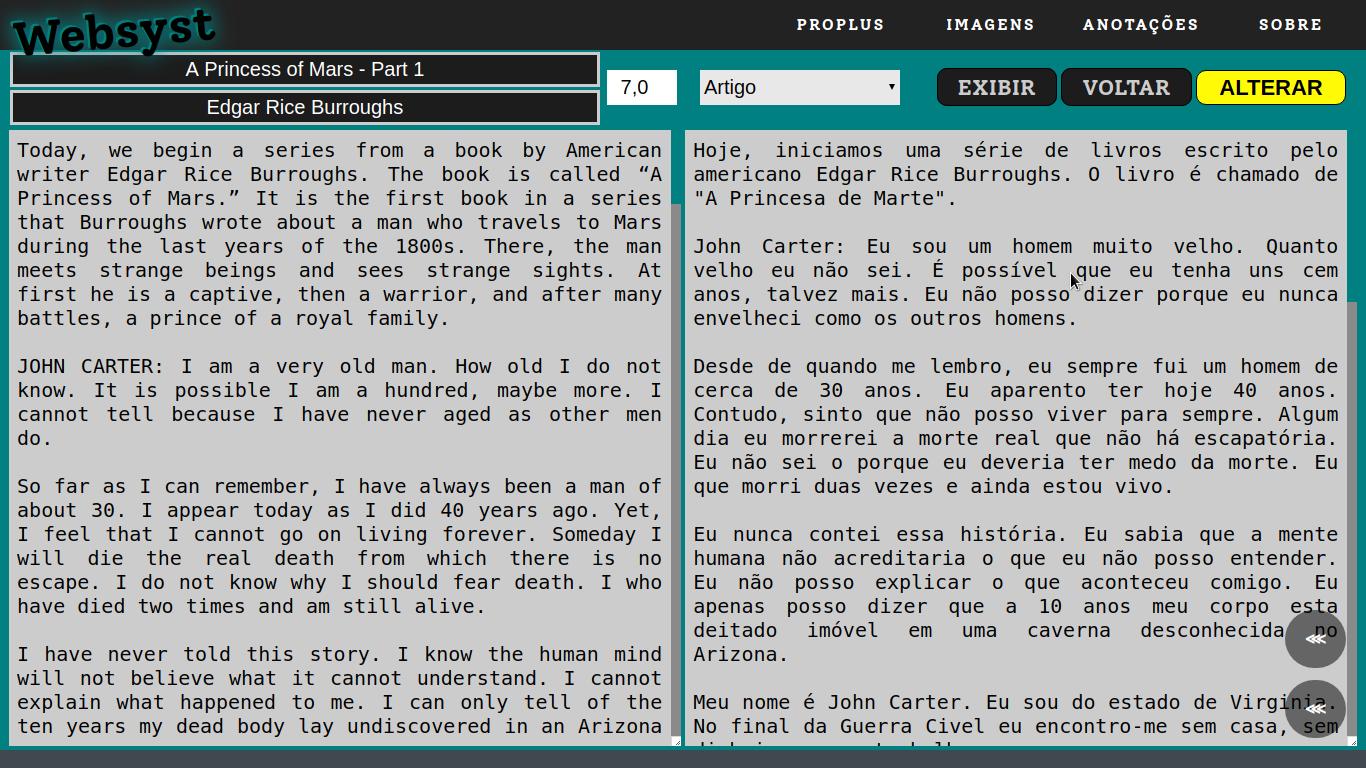 Websyst
PROPLUS IMAGENS ANOTAÇÕES SOBRE
A Princess of Mars - Part 1
Edgar Rice Burroughs
7,0
Artigo
EXIBIR VOLTAR ALTERAR
Today, we begin a series from a book by American
writer Edgar Rice Burroughs. The book is called “A
Princess of Mars.” It is the first book in a series
that Burroughs wrote about a man who travels to Mars
during the last years of the 1800s. There, the man
meets strange beings and sees strange sights. At
first he is a captive, then a warrior, and after many
battles, a prince of a royal family.
JOHN CARTER: I am a very old man. How old I do not
know. It is possible I am a hundred, maybe more. I
cannot tell because I have never aged as other men
do.
So far as I can remember, I have always been a man of
about 30. I appear today as I did 40 years ago. Yet,
I feel that I cannot go on living forever. Someday I
will die the real death from which there is no
escape. I do not know why I should fear death. I who
have died two times and am still alive.
I have never told this story. I know the human mind
will not believe what it cannot understand. I cannot
explain what happened to me. I can only tell of the
ten years my dead body lay undiscovered in an Arizona
Hoje, iniciamos uma série de livros escrito pelo
americano Edgar Rice Burroughs. O livro é chamado de
"A Princesa de Marte".
John Carter: Eu sou um homem muito velho. Quanto
velho eu não sei. É possível que eu tenha uns cem
anos, talvez mais. Eu não posso dizer porque eu nunca
envelheci como os outros homens.
Desde de quando me lembro, eu sempre fui um homem de
cerca de 30 anos. Eu aparento ter hoje 40 anos.
Contudo, sinto que não posso viver para sempre. Algum
dia eu morrerei a morte real que não há escapatória.
Eu não sei o porque eu deveria ter medo da morte. Eu
que morri duas vezes e ainda estou vivo.
Eu nunca contei essa história. Eu sabia que a mente
humana não acreditaria o que eu não posso entender.
Eu não posso explicar o que aconteceu comigo. Eu
apenas posso dizer que a 10 anos meu corpo esta
deitado imóvel em uma caverna desconhecida no
Arizona.
Meu nome é John Carter. Eu sou do estado de Virginia.
No final da Guerra Civel eu encontro-me sem casa, sem